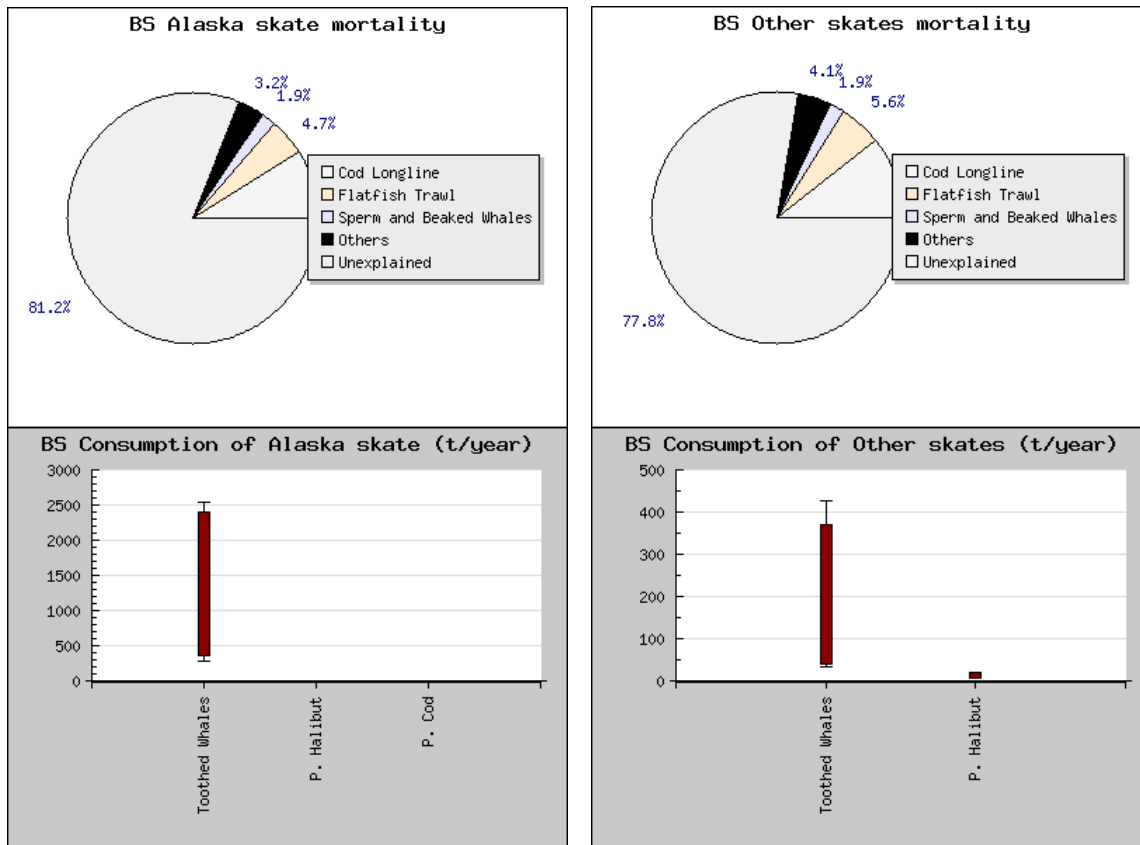 BS Alaska skate mortality
3.2%
1.9%
4.7%
81.2%
Cod Longline
Flatfish Trawl
Sperm and Beaked Whales
Others
Unexplained
BS Other skates mortality
4.1%
1.9%
5.6%
77.8%
Cod Longline
Flatfish Trawl
Sperm and Beaked Whales
Others
Unexplained
BS Consumption of Alaska skate (t/year)
3000
2500
2000
1500
1000
500
0
Toothed Whales
P. Halibut
P. Cod
BS Consumption of Other skates (t/year)
500
400
300
200
100
0
Toothed Whales
P. Halibut